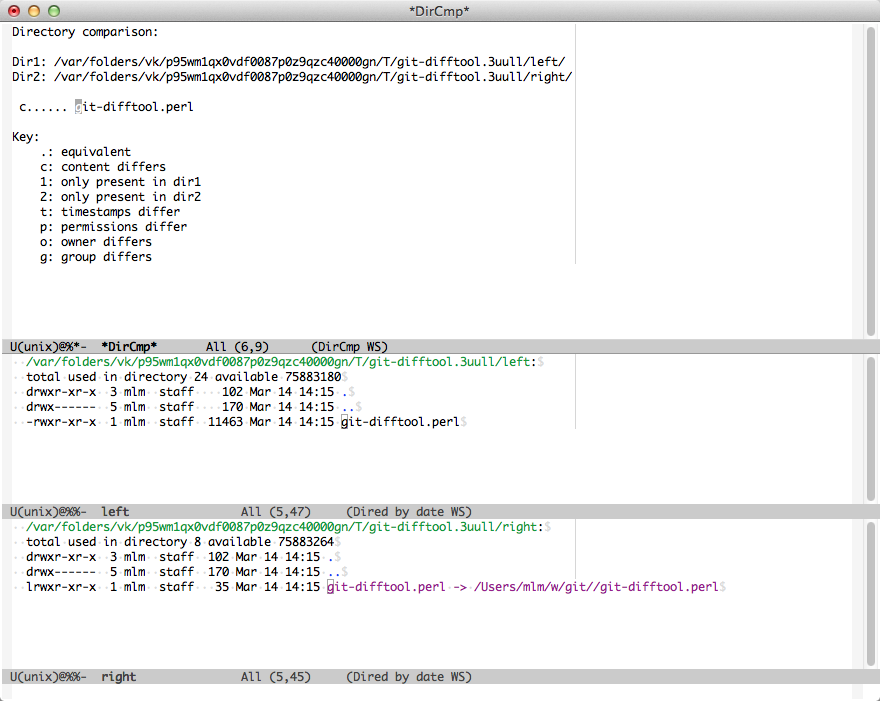 *DirCmp*
Directory comparison:
Dir1: /var/folders/vk/p95wm1qx0vdf0087p0z9qzc40000gn/T/git-difftool.3uull/left/
Dir2: /var/folders/vk/p95wm1qx0vdf0087p0z9qzc40000gn/T/git-difftool.3uull/right/
c...... git-difftool.perl
Key:
.: equivalent
c: content differs
1: only present in dir1
2: only present in dir2
t: timestamps differ
p: permissions differ
o: owner differs
g: group differs
U(unix)@%*-  *DirCmp*       All (6,9)      (DirCmp WS)
··/var/folders/vk/p95wm1qx0vdf0087p0z9qzc40000gn/T/git-difftool.3uull/left:$
··total·used·in·directory·24·available·75883180$
··drwxr-xr-x··3·mlm··staff····102·Mar·14·14:15·.$
··drwx------··5·mlm··staff····170·Mar·14·14:15·..$
··-rwxr-xr-x··1·mlm··staff··11463·Mar·14·14:15·git-difftool.perl$
U(unix)@%%-  left                All (5,47)     (Dired by date WS)
··/var/folders/vk/p95wm1qx0vdf0087p0z9qzc40000gn/T/git-difftool.3uull/right:$
··total·used·in·directory·8·available·75883264$
··drwxr-xr-x··3·mlm··staff··102·Mar·14·14:15·.$
··drwx------··5·mlm··staff··170·Mar·14·14:15·..$
··lrwxr-xr-x··1·mlm··staff···35·Mar·14·14:15·git-difftool.perl·->·/Users/mlm/w/git//git-difftool.perl$
U(unix)@%%-  right               All (5,45)     (Dired by date WS)